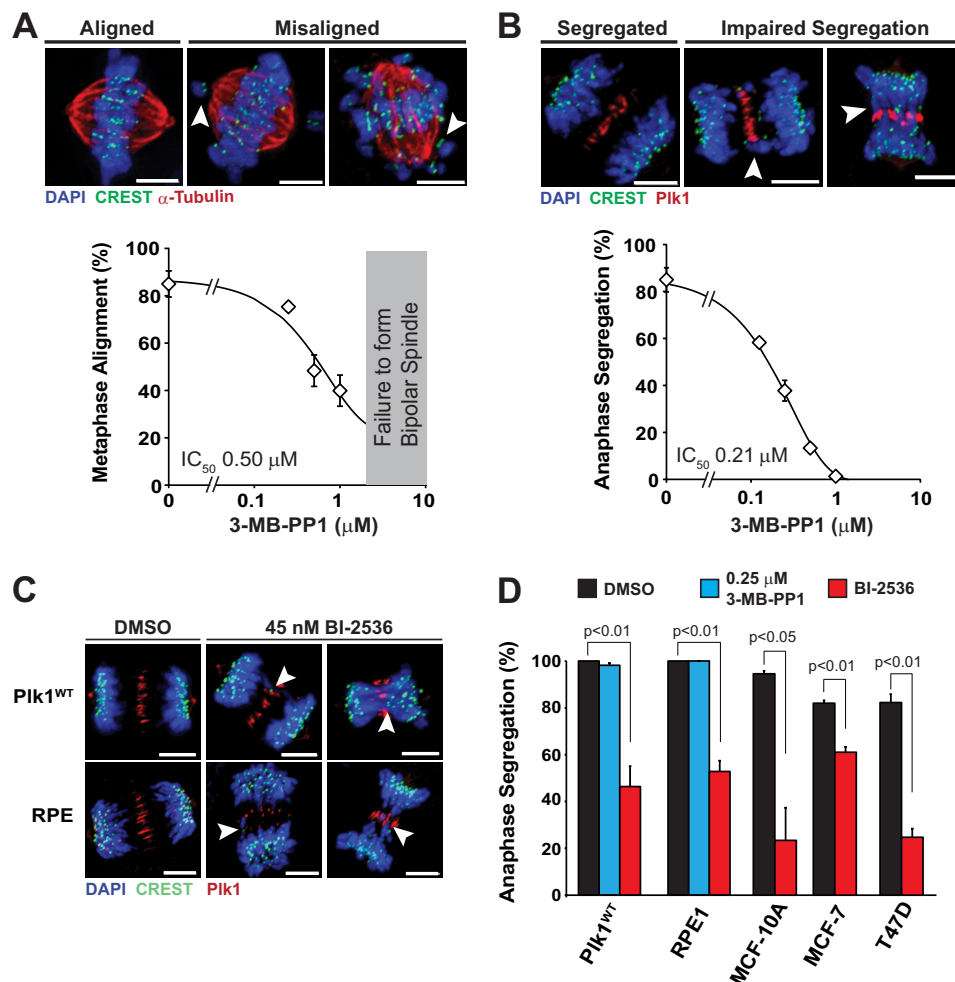 A
Aligned
Misaligned
DAPI CREST α-Tubulin
Metaphase Alignment (%)
100
80
60
40
20
0
Failure to form
Bipolar Spindle
IC50 0.50 μM
0
0.1
1
10
3-MB-PP1 (μM)
B
Segregated
Impaired Segregation
DAPI CREST Plk1
Anaphase Segregation (%)
100
80
60
40
20
0
IC50 0.21 μM
0
0.1
1
10
3-MB-PP1 (μM)
C
DMSO
45 nM BI-2536
Plk1WT
RPE
DAPI CREST Plk1
D
DMSO
0.25 μM
3-MB-PP1
BI-2536
Anaphase Segregation (%)
100
80
60
40
20
0
p<0.01
p<0.01
p<0.05
p<0.01
p<0.01
Plk1WT
RPE1
MCF-10A
MCF-7
T47D